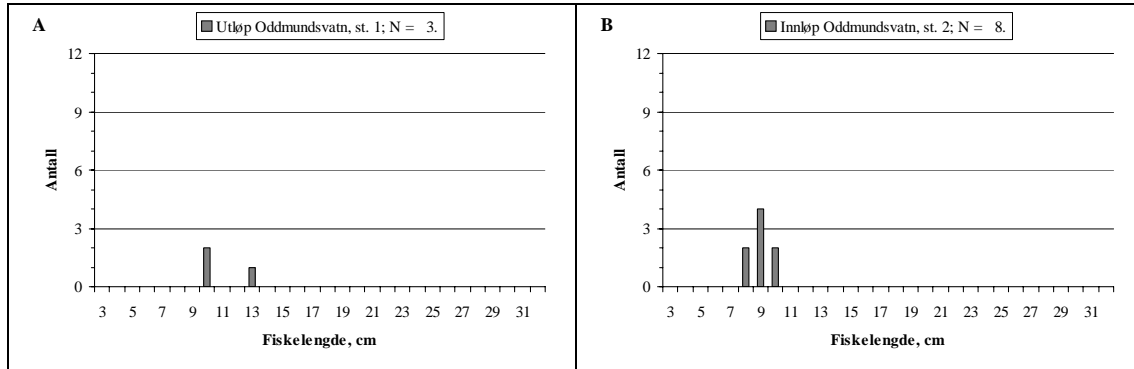 A
Utløp Oddmundsvatn, st. 1; N = 3.
12
9
6
3
0
Antall
3 5 7 9 11 13 15 17 19 21 23 25 27 29 31
Fiskelengde, cm
B
Innløp Oddmundsvatn, st. 2; N = 8.
12
9
6
3
0
Antall
3 5 7 9 11 13 15 17 19 21 23 25 27 29 31
Fiskelengde, cm